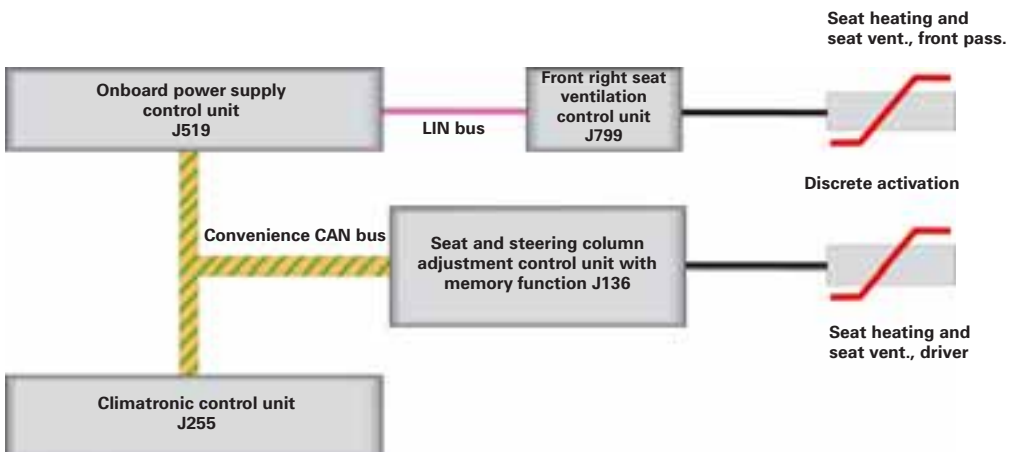 Seat heating and
seat vent., front pass.
Onboard power supply
control unit
J519
LIN bus
Front right seat
ventilation
control unit
J799
Discrete activation
Convenience CAN bus
Seat and steering column
adjustment control unit with
memory function J136
Seat heating and
seat vent., driver
Climatronic control unit
J255